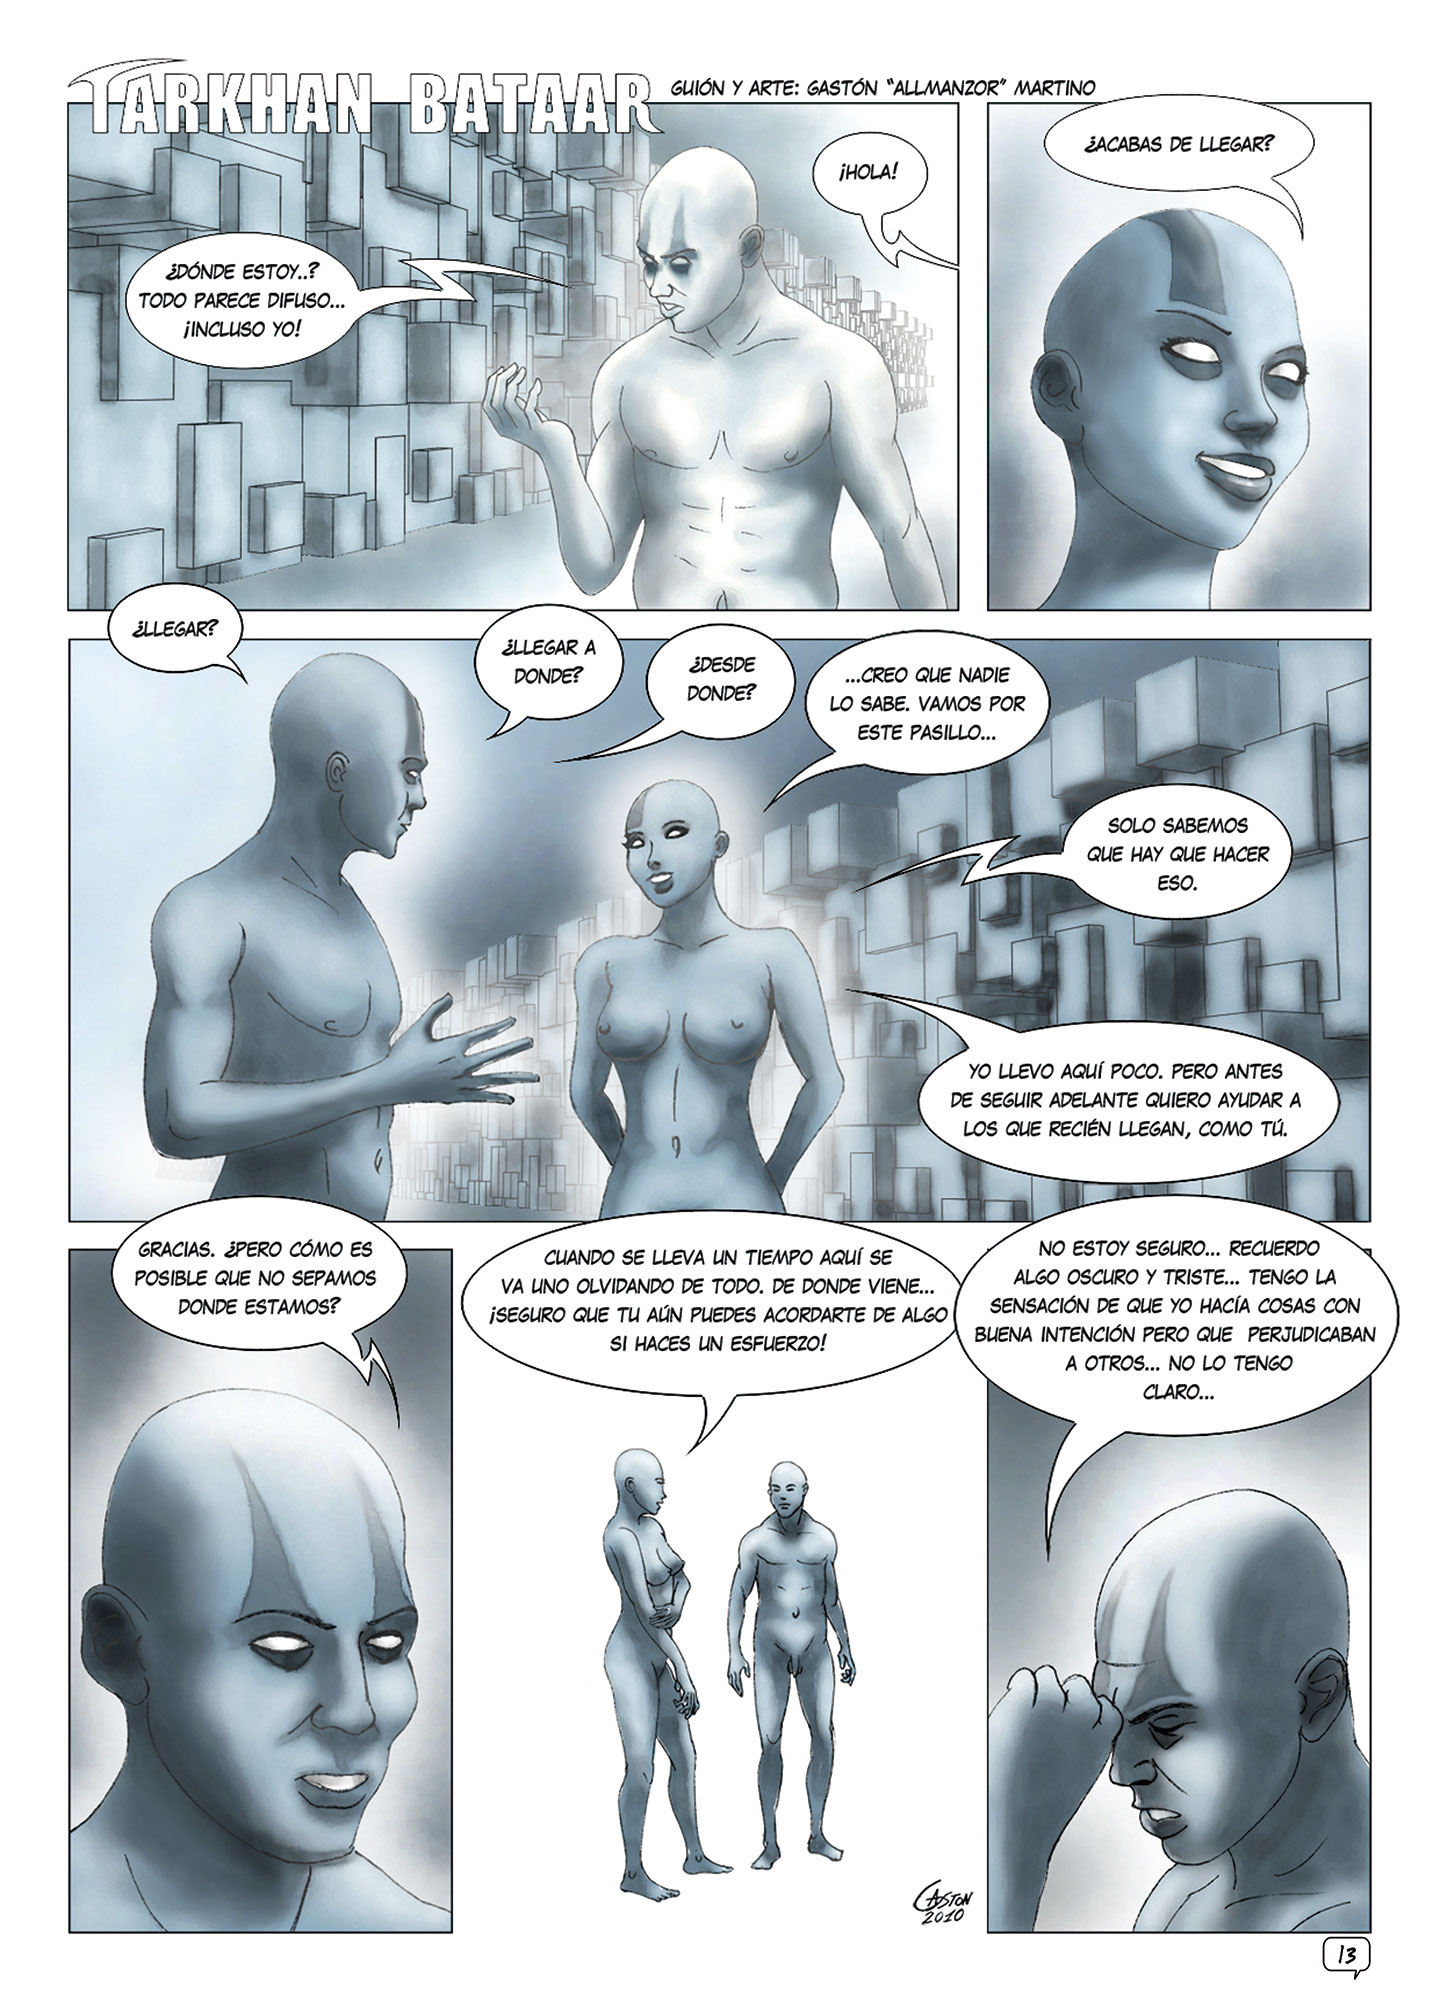 TARKHAN BATAAR
GUIÓN Y ARTE: GASTÓN "ALLMANZOR" MARTINO
¿DÓNDE ESTOY..?
TODO PARECE DIFUSO...
¡INCLUSO YO!
¡HOLA!
¿ACABAS DE LLEGAR?
¿LLEGAR?
¿LLEGAR A
DONDE?
¿DESDE
DONDE?
...CREO QUE NADIE
LO SABE. VAMOS POR
ESTE PASILLO...
SOLO SABEMOS
QUE HAY QUE HACER
ESO.
YO LLEVO AQUÍ POCO. PERO ANTES
DE SEGUIR ADELANTE QUIERO AYUDAR A
LOS QUE RECIÉN LLEGAN, COMO TÚ.
GRACIAS. ¿PERO CÓMO ES
POSIBLE QUE NO SEPAMOS
DONDE ESTAMOS?
CUANDO SE LLEVA UN TIEMPO AQUÍ SE
VA UNO OLVIDANDO DE TODO. DE DONDE VIENE...
¡SEGURO QUE TU AÚN PUEDES ACORDARTE DE ALGO
SI HACES UN ESFUERZO!
NO ESTOY SEGURO... RECUERDO
ALGO OSCURO Y TRISTE... TENGO LA
SENSACIÓN DE QUE YO HACÍA COSAS CON
BUENA INTENCIÓN PERO QUE PERJUDICABAN
A OTROS... NO LO TENGO
CLARO...
GASTON
2010
13